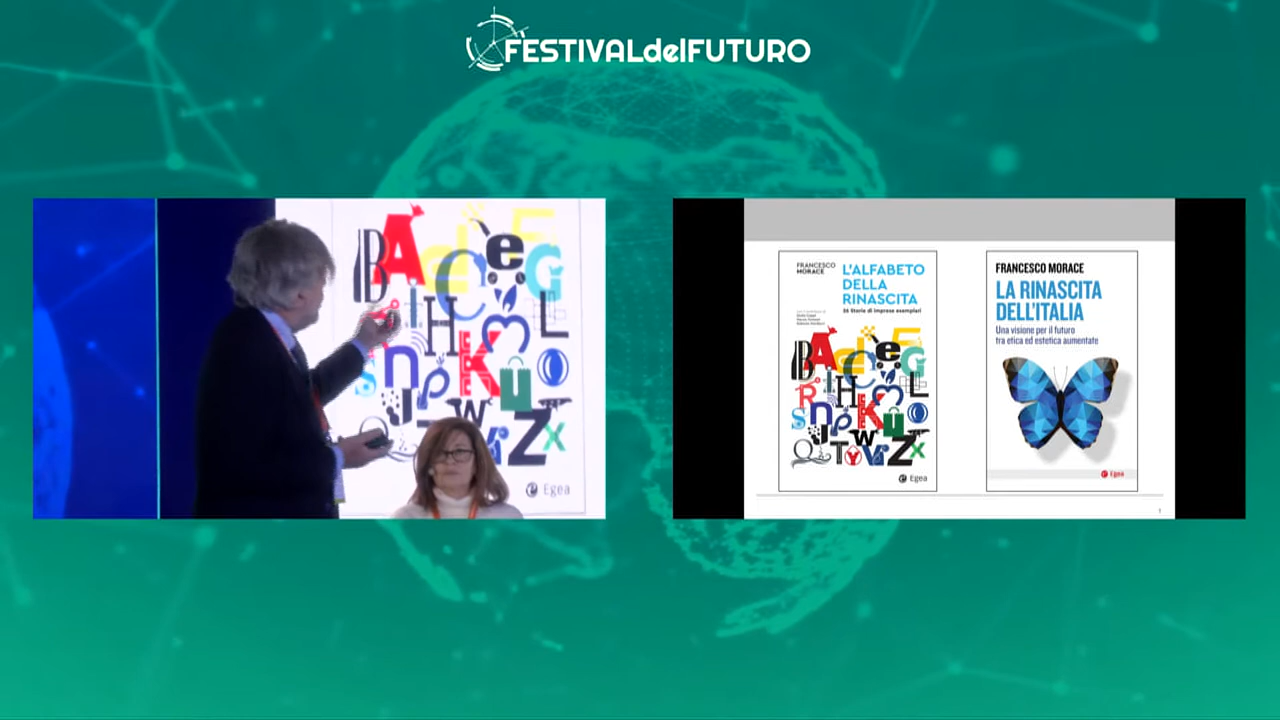 FESTIVALdelFUTURO
Egea
FRANCESCO
MORACE
L'ALFABETO
DELLA
RINASCITA
26 Storie di imprese esemplari
Egea
FRANCESCO MORACE
LA RINASCITA
DELL'ITALIA
Una visione per il futuro
tra etica ed estetica aumentate
Egea
1